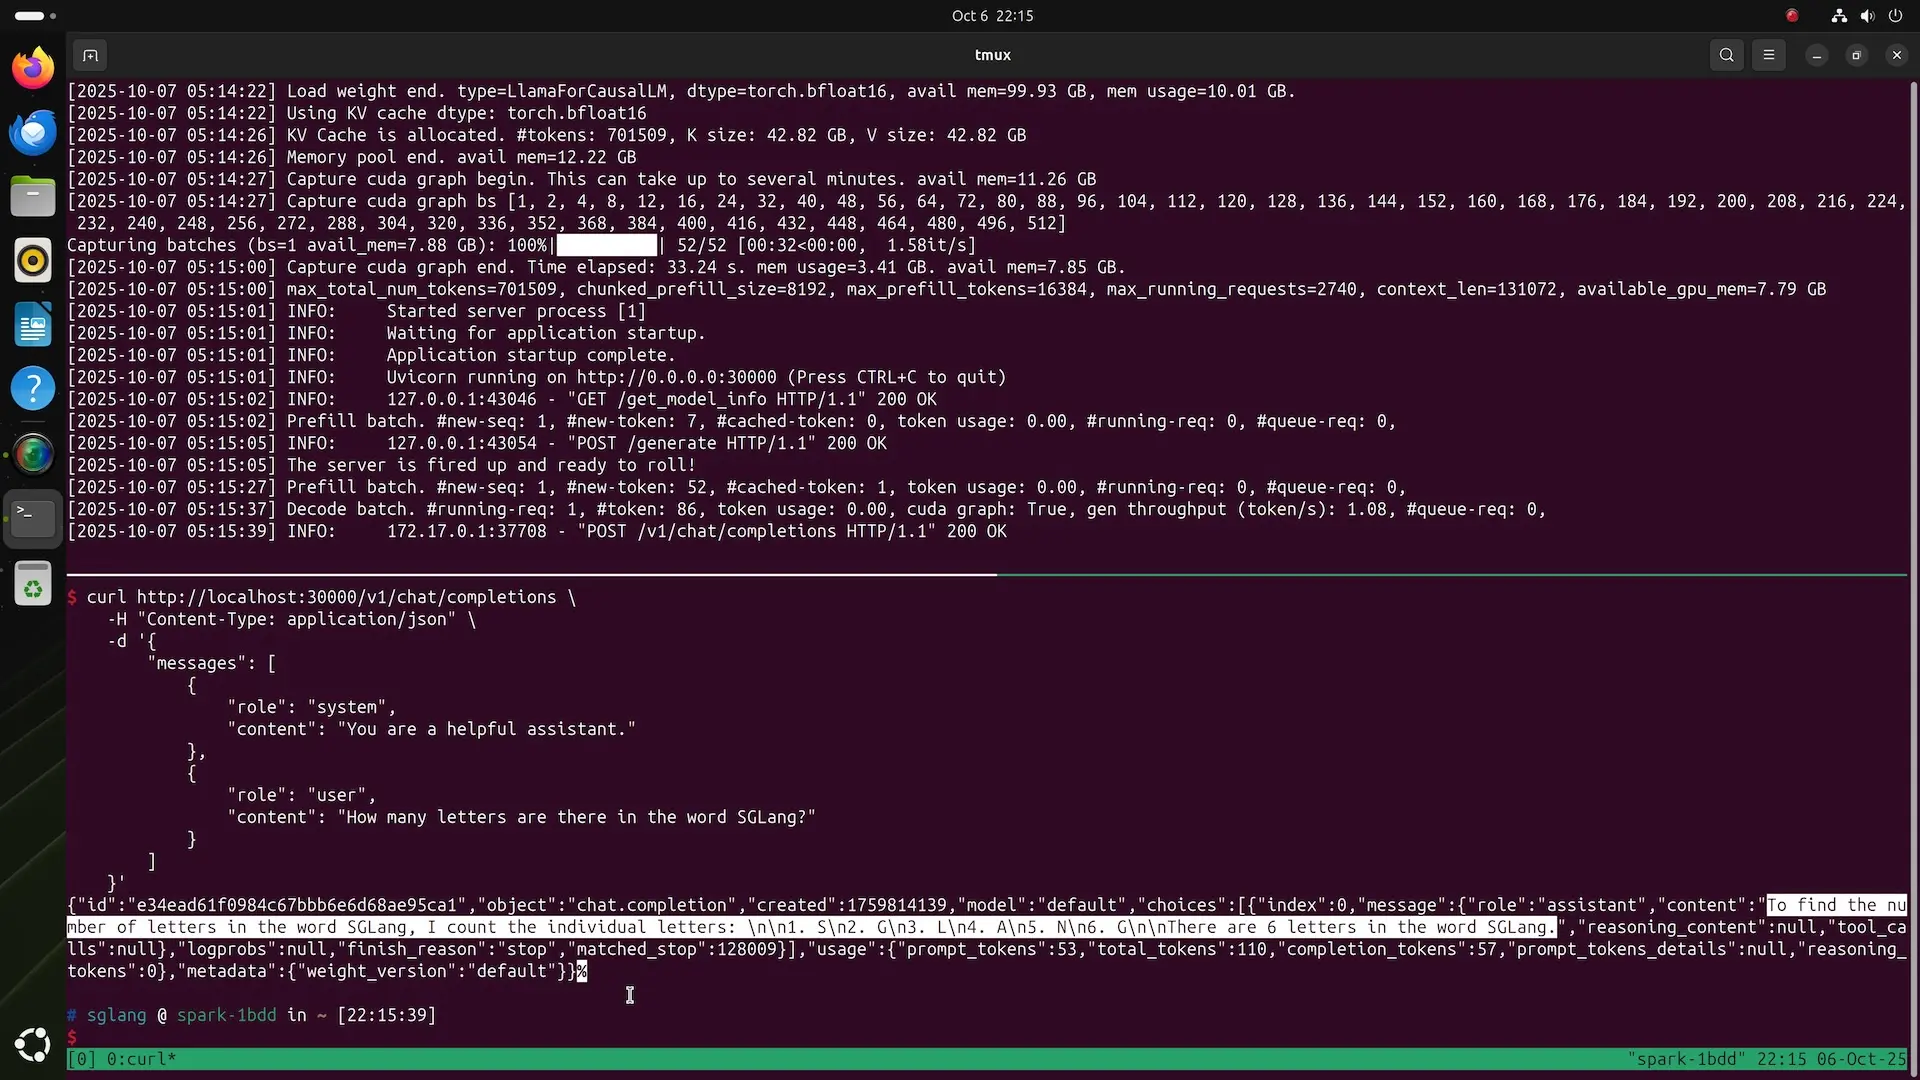 Oct 6 22:15
tmux
[2025-10-07 05:14:22] Load weight end. type=LlamaForCausalLM, dtype=torch.bfloat16, avail mem=99.93 GB, mem usage=10.01 GB.
[2025-10-07 05:14:22] Using KV cache dtype: torch.bfloat16
[2025-10-07 05:14:26] KV Cache is allocated. #tokens: 701509, K size: 42.82 GB, V size: 42.82 GB
[2025-10-07 05:14:26] Memory pool end. avail mem=12.22 GB
[2025-10-07 05:14:27] Capture cuda graph begin. This can take up to several minutes. avail mem=11.26 GB
[2025-10-07 05:14:27] Capture cuda graph bs [1, 2, 4, 8, 12, 16, 24, 32, 40, 48, 56, 64, 72, 80, 88, 96, 104, 112, 120, 128, 136, 144, 152, 160, 168, 176, 184, 192, 200, 208, 216, 224,
232, 240, 248, 256, 272, 288, 304, 320, 336, 352, 368, 384, 400, 416, 432, 448, 464, 480, 496, 512]
Capturing batches (bs=1 avail_mem=7.88 GB): 100%|██████████| 52/52 [00:32<00:00,  1.58it/s]
[2025-10-07 05:15:00] Capture cuda graph end. Time elapsed: 33.24 s. mem usage=3.41 GB. avail mem=7.85 GB.
[2025-10-07 05:15:00] max_total_num_tokens=701509, chunked_prefill_size=8192, max_prefill_tokens=16384, max_running_requests=2740, context_len=131072, available_gpu_mem=7.79 GB
[2025-10-07 05:15:01] INFO:     Started server process [1]
[2025-10-07 05:15:01] INFO:     Waiting for application startup.
[2025-10-07 05:15:01] INFO:     Application startup complete.
[2025-10-07 05:15:01] INFO:     Uvicorn running on http://0.0.0.0:30000 (Press CTRL+C to quit)
[2025-10-07 05:15:02] INFO:     127.0.0.1:43046 - "GET /get_model_info HTTP/1.1" 200 OK
[2025-10-07 05:15:02] Prefill batch. #new-seq: 1, #new-token: 7, #cached-token: 0, token usage: 0.00, #running-req: 0, #queue-req: 0,
[2025-10-07 05:15:05] INFO:     127.0.0.1:43054 - "POST /generate HTTP/1.1" 200 OK
[2025-10-07 05:15:05] The server is fired up and ready to roll!
[2025-10-07 05:15:27] Prefill batch. #new-seq: 1, #new-token: 52, #cached-token: 1, token usage: 0.00, #running-req: 0, #queue-req: 0,
[2025-10-07 05:15:37] Decode batch. #running-req: 1, #token: 86, token usage: 0.00, cuda graph: True, gen throughput (token/s): 1.08, #queue-req: 0,
[2025-10-07 05:15:39] INFO:     172.17.0.1:37708 - "POST /v1/chat/completions HTTP/1.1" 200 OK
$ curl http://localhost:30000/v1/chat/completions \
-H "Content-Type: application/json" \
-d '{
"messages": [
{
"role": "system",
"content": "You are a helpful assistant."
},
{
"role": "user",
"content": "How many letters are there in the word SGLang?"
}
]
}'
{"id":"e34ead61f0984c67bbb6e6d68ae95ca1","object":"chat.completion","created":1759814139,"model":"default","choices":[{"index":0,"message":{"role":"assistant","content":"To find the nu
mber of letters in the word SGLang, I count the individual letters: \n\n1. S\n2. G\n3. L\n4. A\n5. N\n6. G\n\nThere are 6 letters in the word SGLang.","reasoning_content":null,"tool_ca
lls":null},"logprobs":null,"finish_reason":"stop","matched_stop":128009}],"usage":{"prompt_tokens":53,"total_tokens":110,"completion_tokens":57,"prompt_tokens_details":null,"reasoning_
tokens":0},"metadata":{"weight_version":"default"}}%
# sglang @ spark-1bdd in ~ [22:15:39]
$
[0] 0:curl* "spark-1bdd" 22:15 06-Oct-25